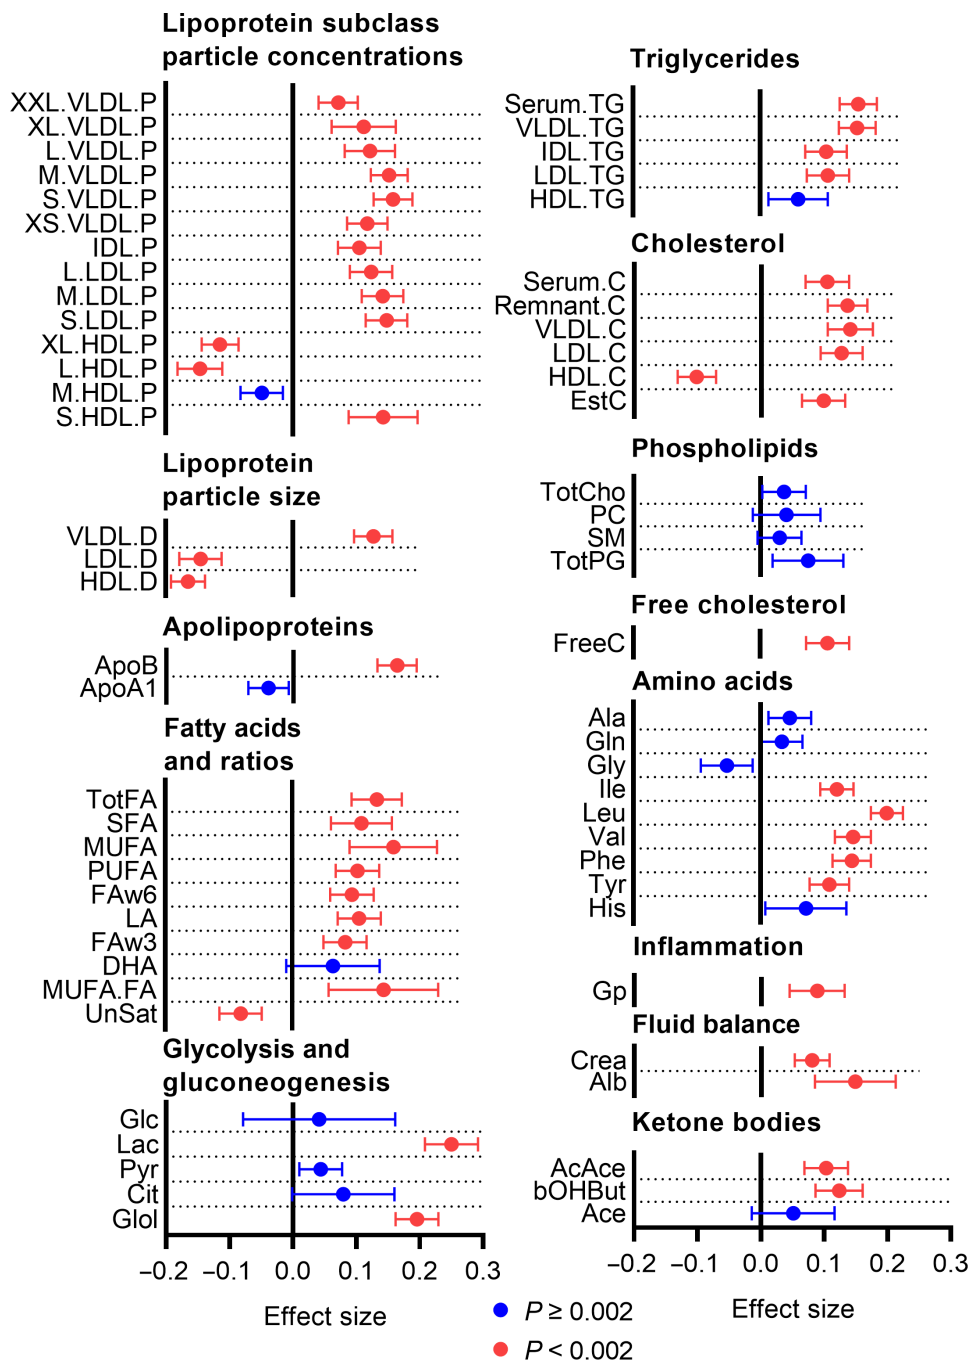 Lipoprotein subclass
particle concentrations
XXL.VLDL.P
XL.VLDL.P
L.VLDL.P
M.VLDL.P
S.VLDL.P
XS.VLDL.P
IDL.P
L.LDL.P
M.LDL.P
S.LDL.P
XL.HDL.P
L.HDL.P
M.HDL.P
S.HDL.P
Lipoprotein
particle size
VLDL.D
LDL.D
HDL.D
Apolipoproteins
ApoB
ApoA1
Fatty acids
and ratios
TotFA
SFA
MUFA
PUFA
FAw6
LA
FAw3
DHA
MUFA.FA
UnSat
Glycolysis and
gluconeogenesis
Glc
Lac
Pyr
Cit
Glol
−0.2 −0.1 0.0 0.1 0.2 0.3
Effect size
Triglycerides
Serum.TG
VLDL.TG
IDL.TG
LDL.TG
HDL.TG
Cholesterol
Serum.C
Remnant.C
VLDL.C
LDL.C
HDL.C
EstC
Phospholipids
TotCho
PC
SM
TotPG
Free cholesterol
FreeC
Amino acids
Ala
Gln
Gly
Ile
Leu
Val
Phe
Tyr
His
Inflammation
Gp
Fluid balance
Crea
Alb
Ketone bodies
AcAce
bOHBut
Ace
−0.2 −0.1 0.0 0.1 0.2 0.3
Effect size
P ≥ 0.002
P < 0.002